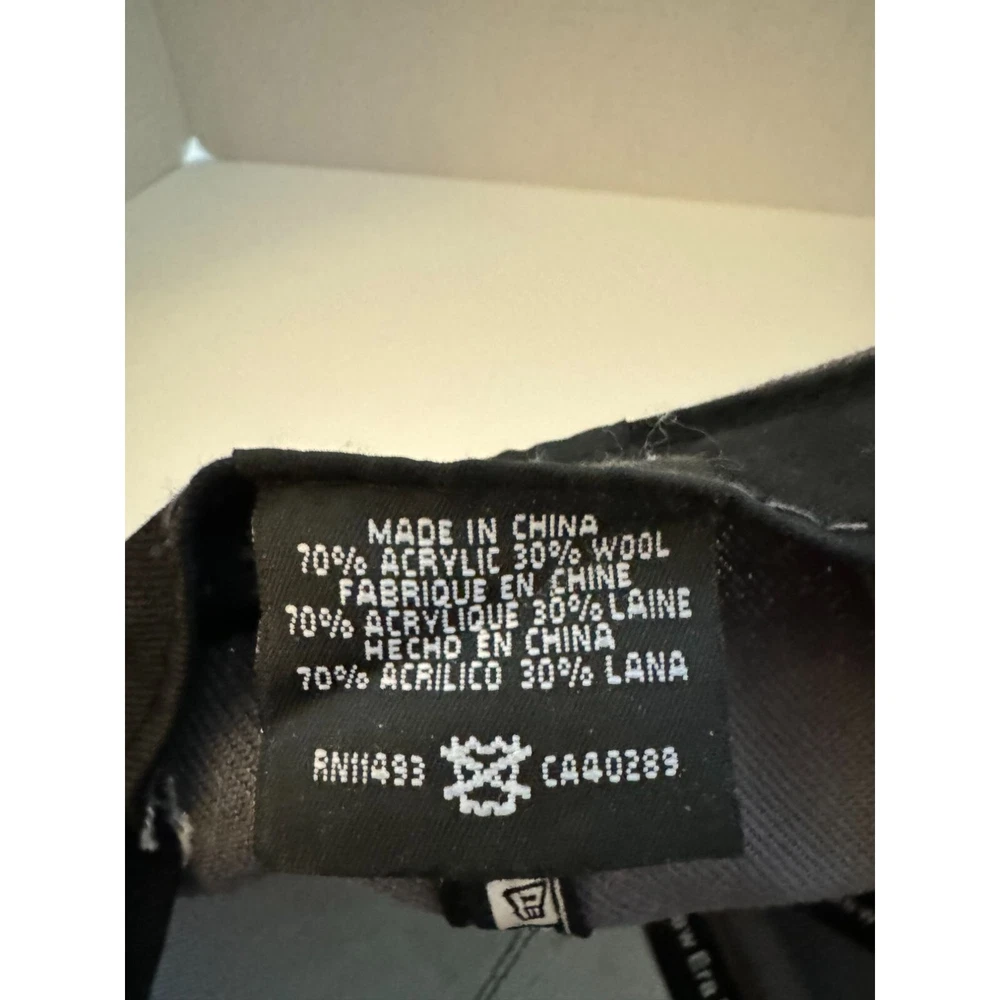 MADE IN CHINA
70% ACRYLIC 30% WOOL
FABRIQUE EN CHINE
70% ACRYLIQUE 30% LAINE
HECHO EN CHINA
70% ACRILICO 30% LANA
RN11493 CA40289
Era